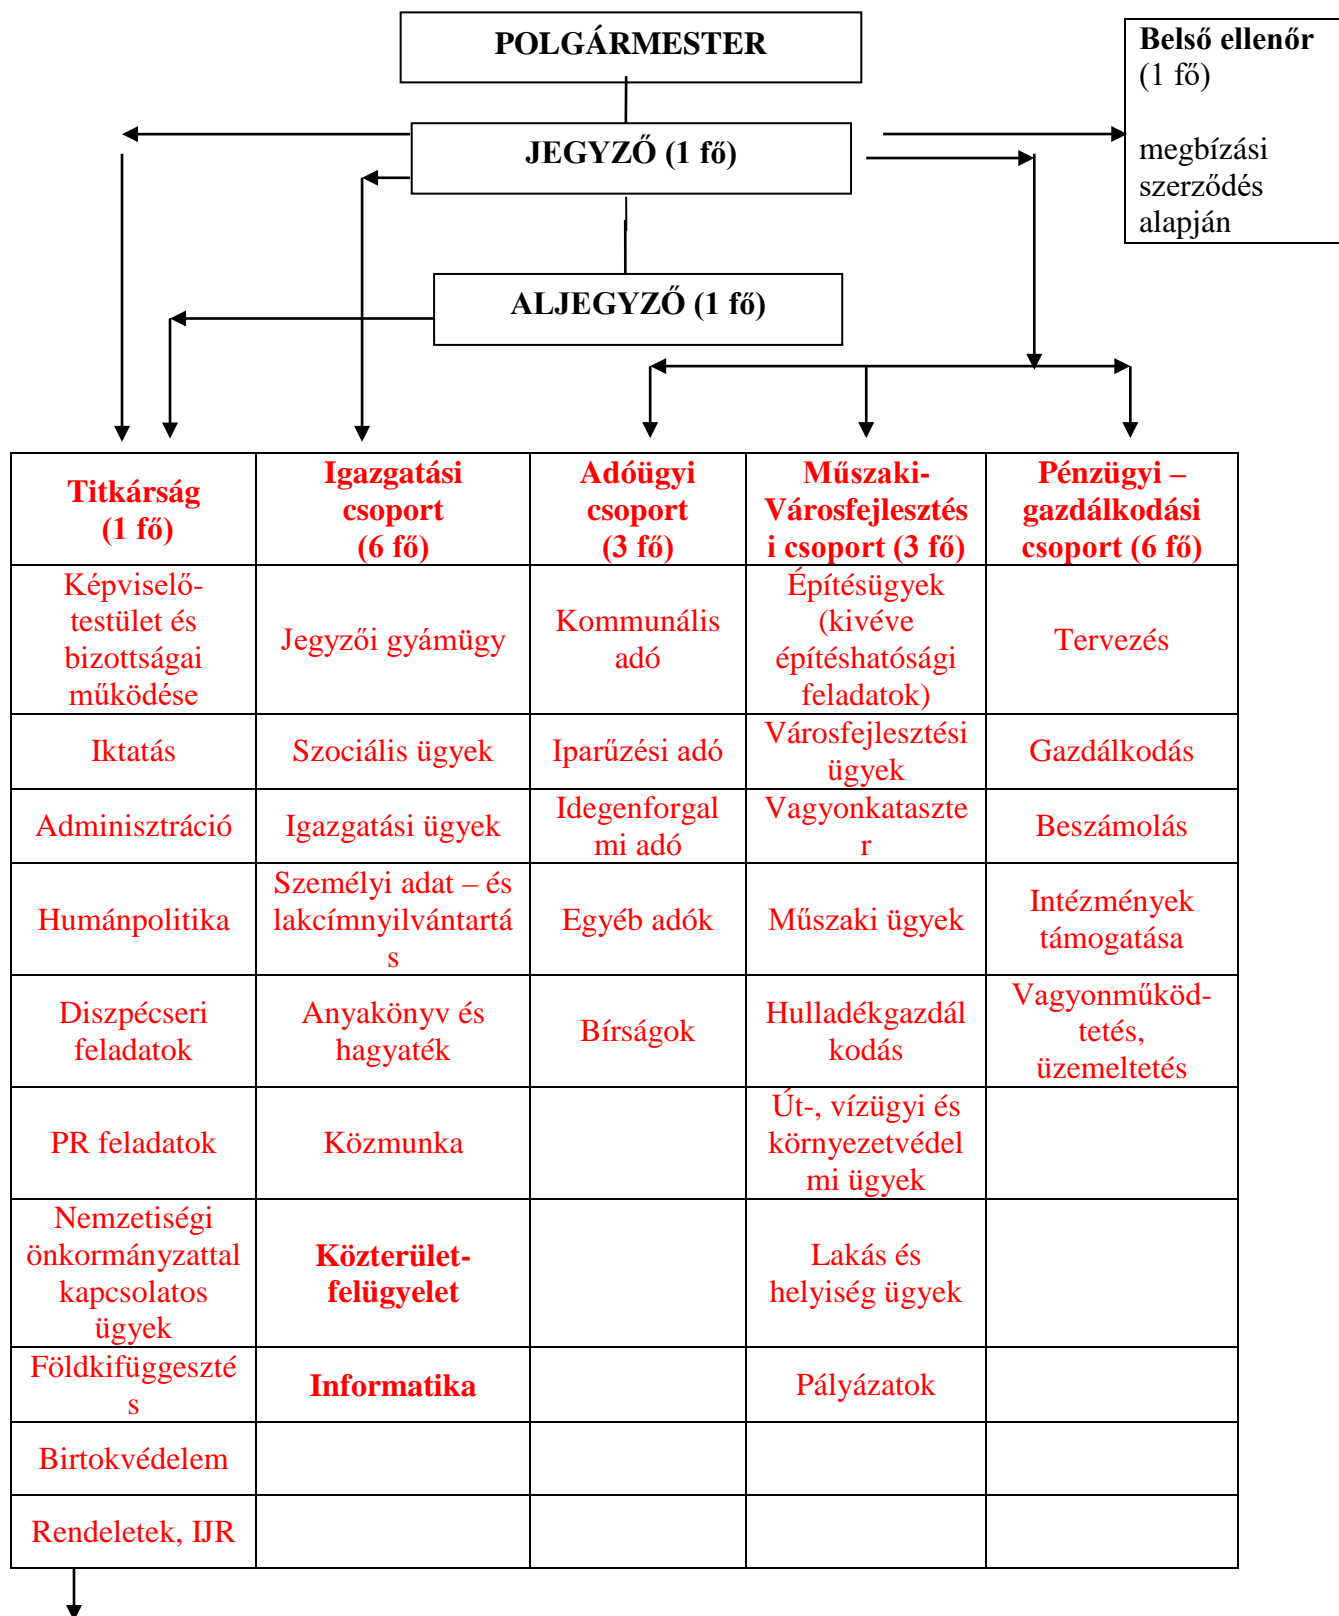 POLGÁRMESTER
Belső ellenőr
(1 fő)
megbízási
szerződés
alapján
JEGYZŐ (1 fő)
ALJEGYZŐ (1 fő)
Titkárság
(1 fő)
Igazgatási
csoport
(6 fő)
Adóügyi
csoport
(3 fő)
Műszaki-
Városfejlesztés
i csoport (3 fő)
Pénzügyi –
gazdálkodási
csoport (6 fő)
Képviselő-
testület és
bizottságai
működése
Jegyzői gyámügy
Kommunális
adó
Építésügyek
(kivéve
építéshatósági
feladatok)
Tervezés
Iktatás
Szociális ügyek
Iparűzési adó
Városfejlesztési
ügyek
Gazdálkodás
Adminisztráció
Igazgatási ügyek
Idegenforgal
mi adó
Vagyonkataszte
r
Beszámolás
Humánpolitika
Személyi adat – és
lakcímnyilvántartá
s
Egyéb adók
Műszaki ügyek
Intézmények
támogatása
Diszpécseri
feladatok
Anyakönyv és
hagyaték
Bírságok
Hulladékgazdál
kodás
Vagyonműköd-
tetés,
üzemeltetés
PR feladatok
Közmunka
Út-, vízügyi és
környezetvédel
mi ügyek
Nemzetiségi
önkormányzattal
kapcsolatos
ügyek
Közterület-
felügyelet
Lakás és
helyiség ügyek
Földkifüggeszté
s
Informatika
Pályázatok
Birtokvédelem
Rendeletek, IJR